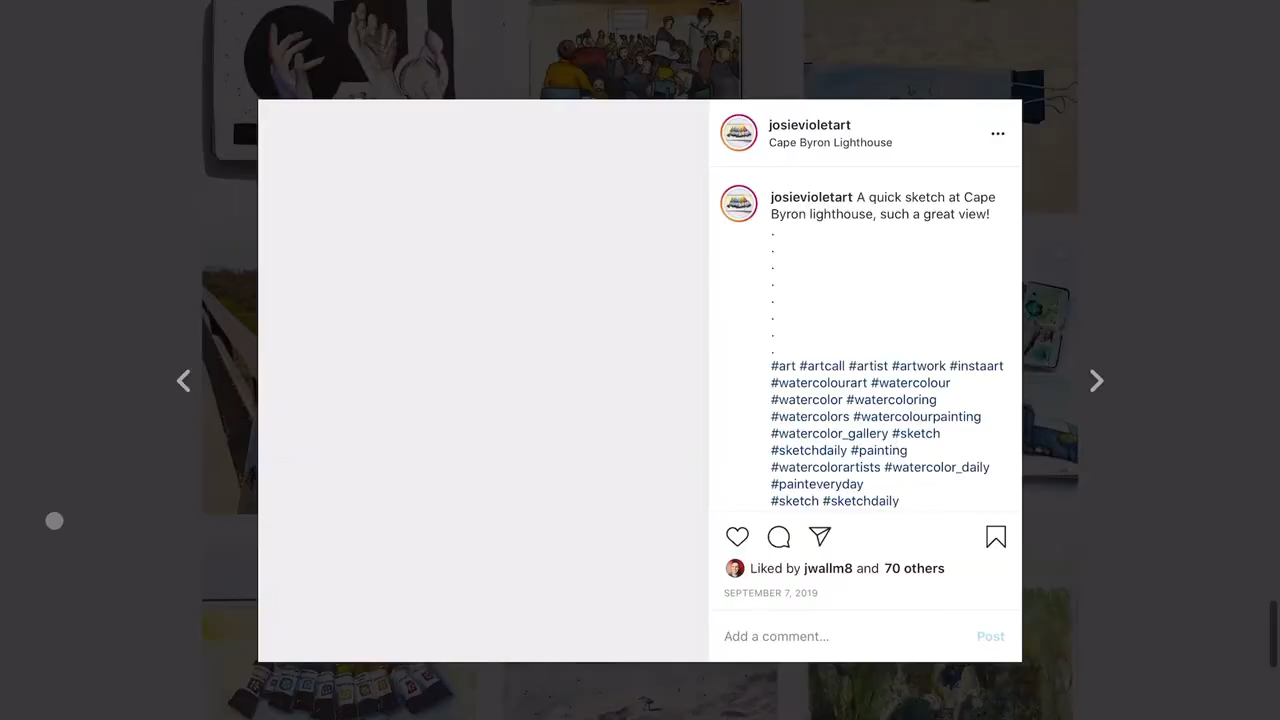 josievioletart
Cape Byron Lighthouse
josievioletart A quick sketch at Cape
Byron lighthouse, such a great view!
.
.
.
.
.
.
.
.
#art #artcall #artist #artwork #instaart
#watercolourart #watercolour
#watercolor #watercoloring
#watercolors #watercolourpainting
#watercolor_gallery #sketch
#sketchdaily #painting
#watercolorartists #watercolor_daily
#painteveryday
#sketch #sketchdaily
Liked by jwallm8 and 70 others
SEPTEMBER 7, 2019
Add a comment...
Post